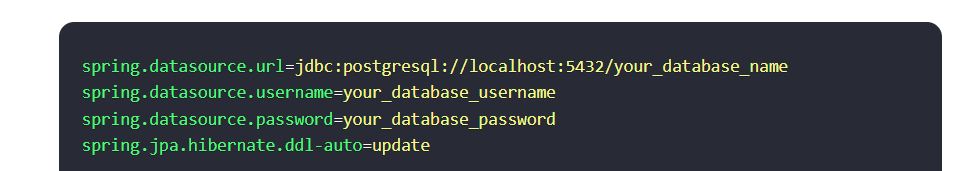 spring.datasource.url=jdbc:postgresql://localhost:5432/your_database_name
spring.datasource.username=your_database_username
spring.datasource.password=your_database_password
spring.jpa.hibernate.ddl-auto=update